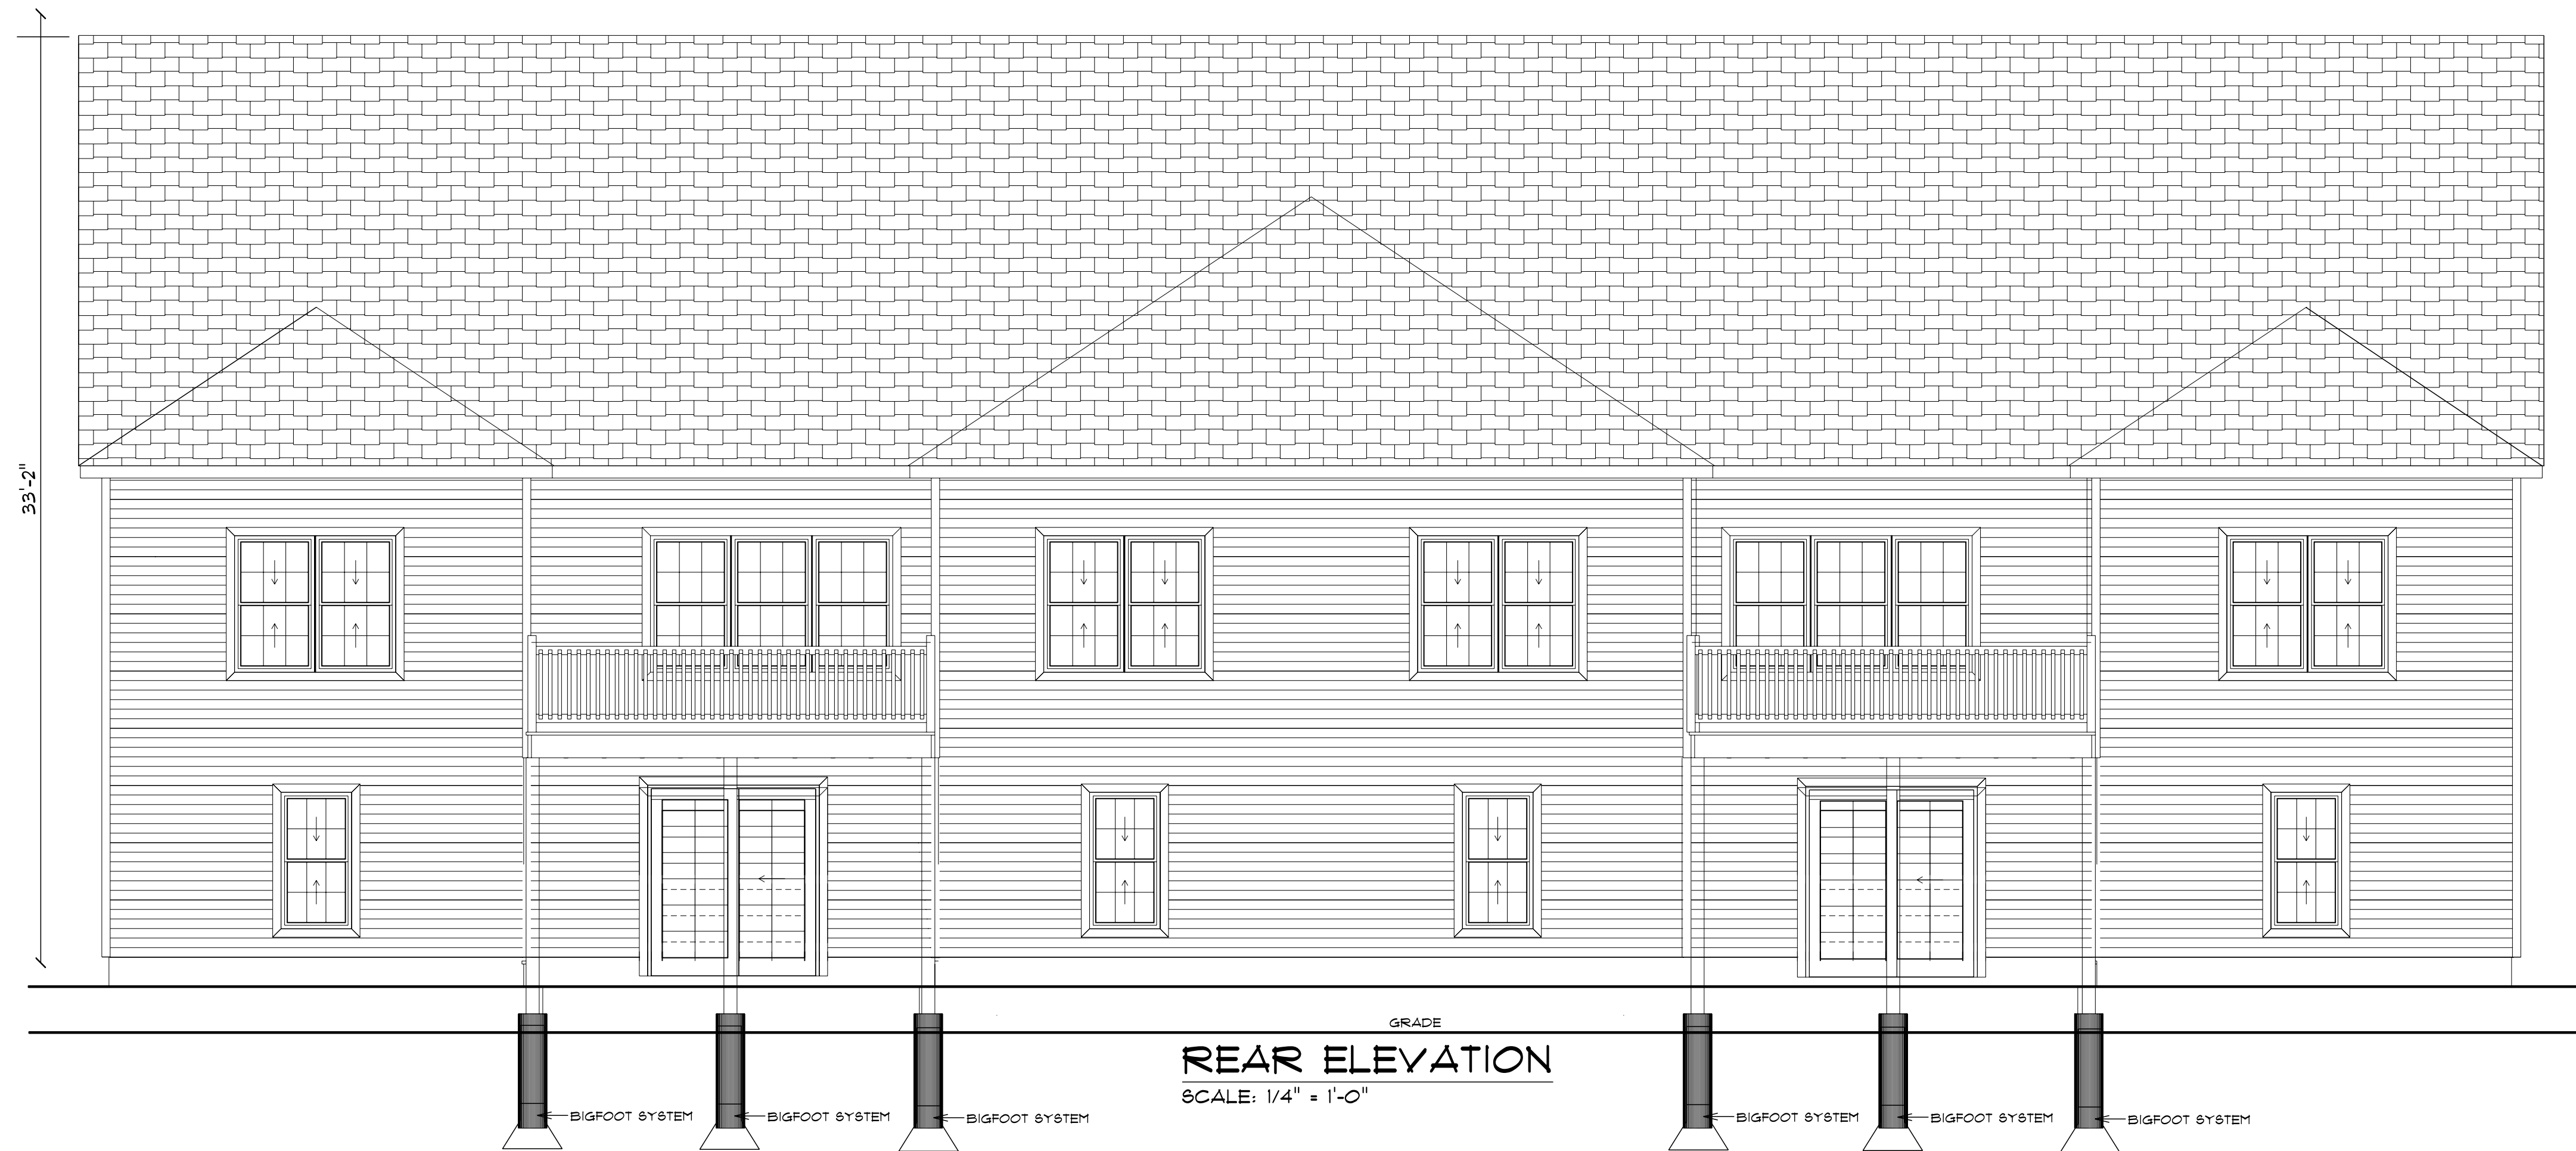 33'-2"
GRADE
REAR ELEVATION
SCALE: 1/4" = 1'-0"
BIGFOOT SYSTEM
BIGFOOT SYSTEM
BIGFOOT SYSTEM
BIGFOOT SYSTEM
BIGFOOT SYSTEM
BIGFOOT SYSTEM